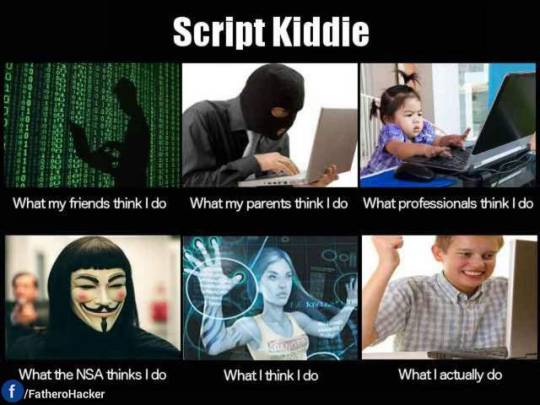 Script Kiddie
What my friends think I do
What my parents think I do
What professionals think I do
What the NSA thinks I do
What I think I do
What I actually do
f /FatheroHacker